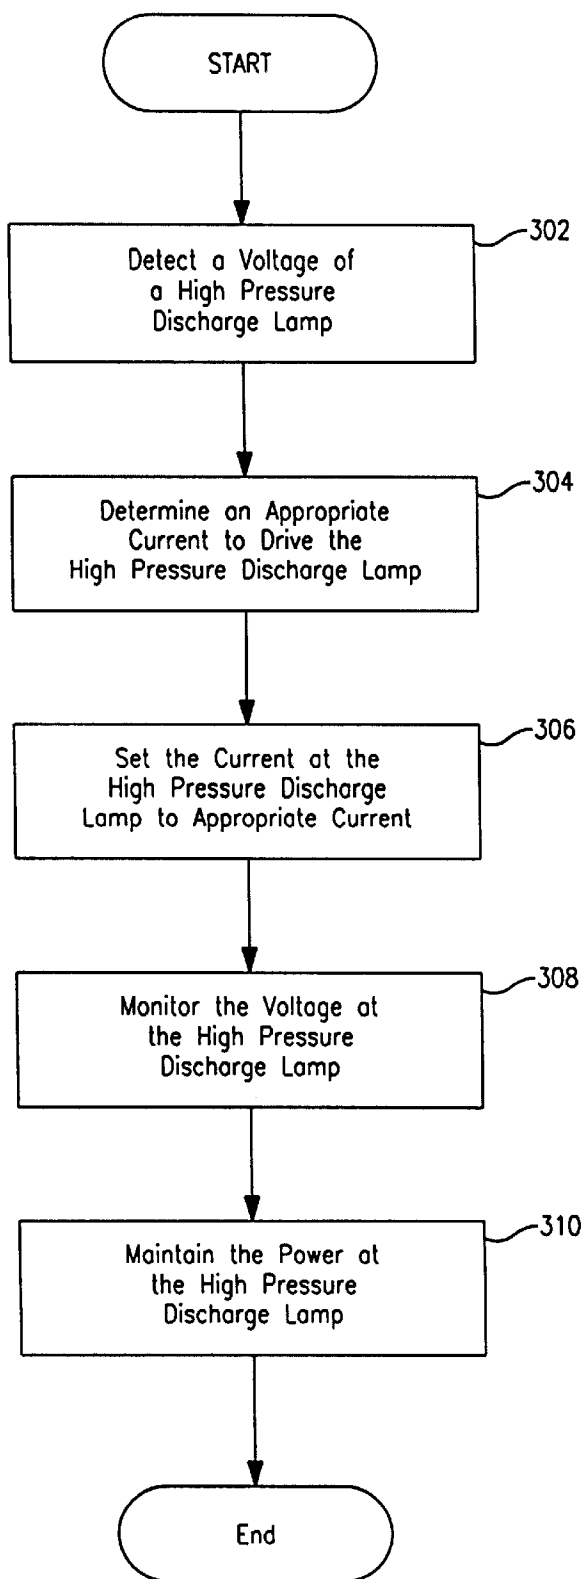 START
302
Detect a Voltage of
a High Pressure
Discharge Lamp
304
Determine an Appropriate
Current to Drive the
High Pressure Discharge Lamp
306
Set the Current at the
High Pressure Discharge
Lamp to Appropriate Current
308
Monitor the Voltage at
the High Pressure
Discharge Lamp
310
Maintain the Power at
the High Pressure
Discharge Lamp
End